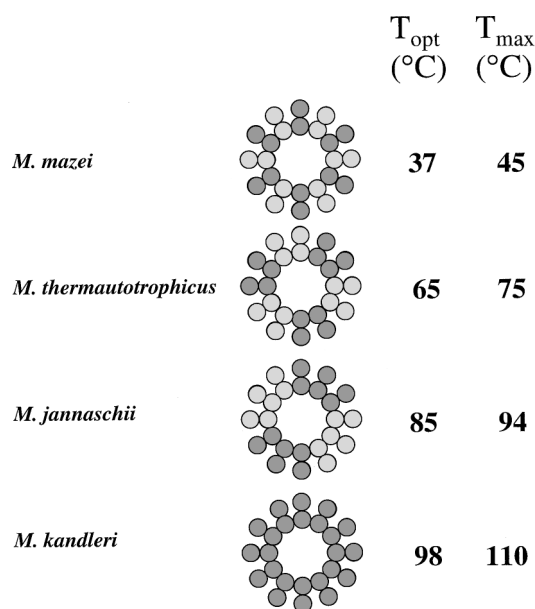 T_opt T_max
(°C) (°C)
M. mazei 37 45
M. thermautotrophicus 65 75
M. jannaschii 85 94
M. kandleri 98 110